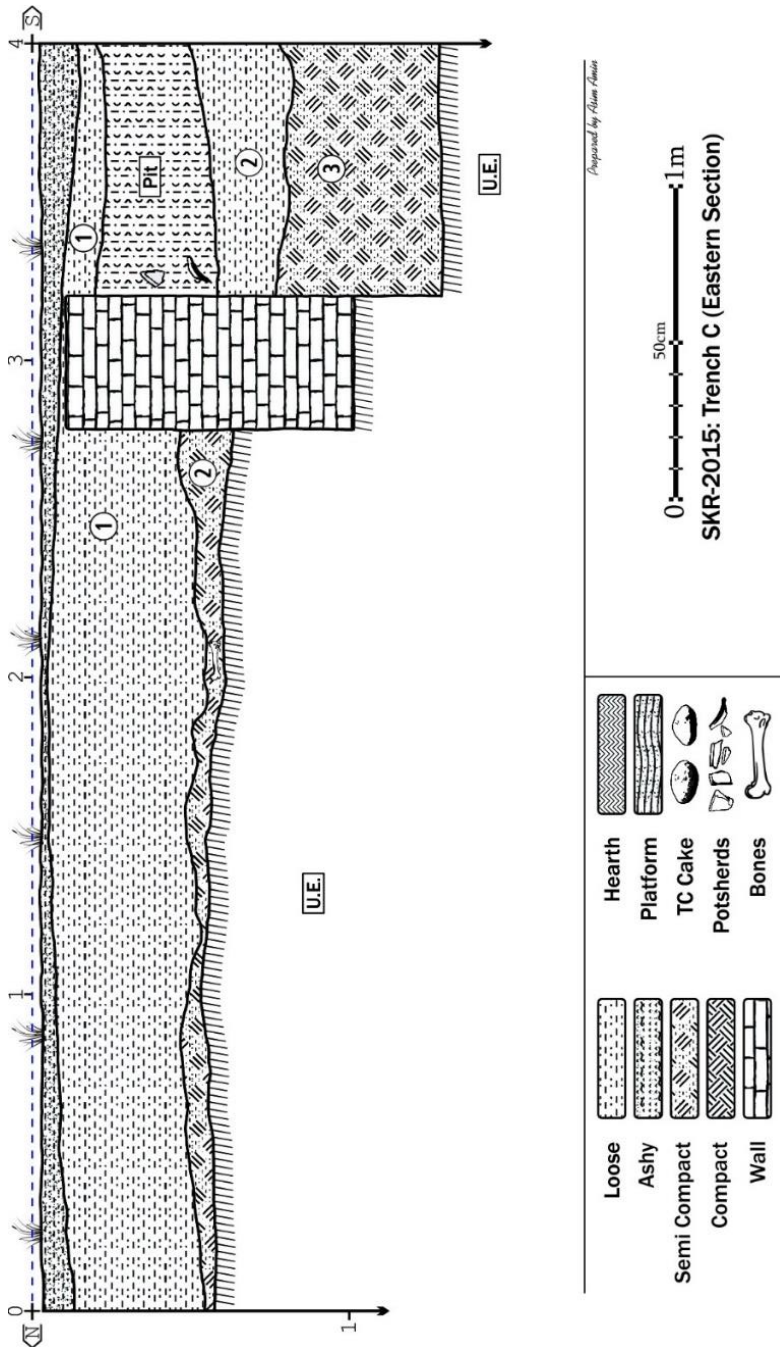 N
S
0
1
2
3
4
1
1
2
1
Pit
2
3
U.E.
U.E.
Loose
Ashy
Semi Compact
Compact
Wall
Hearth
Platform
TC Cake
Potsherds
Bones
0
50cm
1m
SKR-2015: Trench C (Eastern Section)
Prepared by Asim Amin